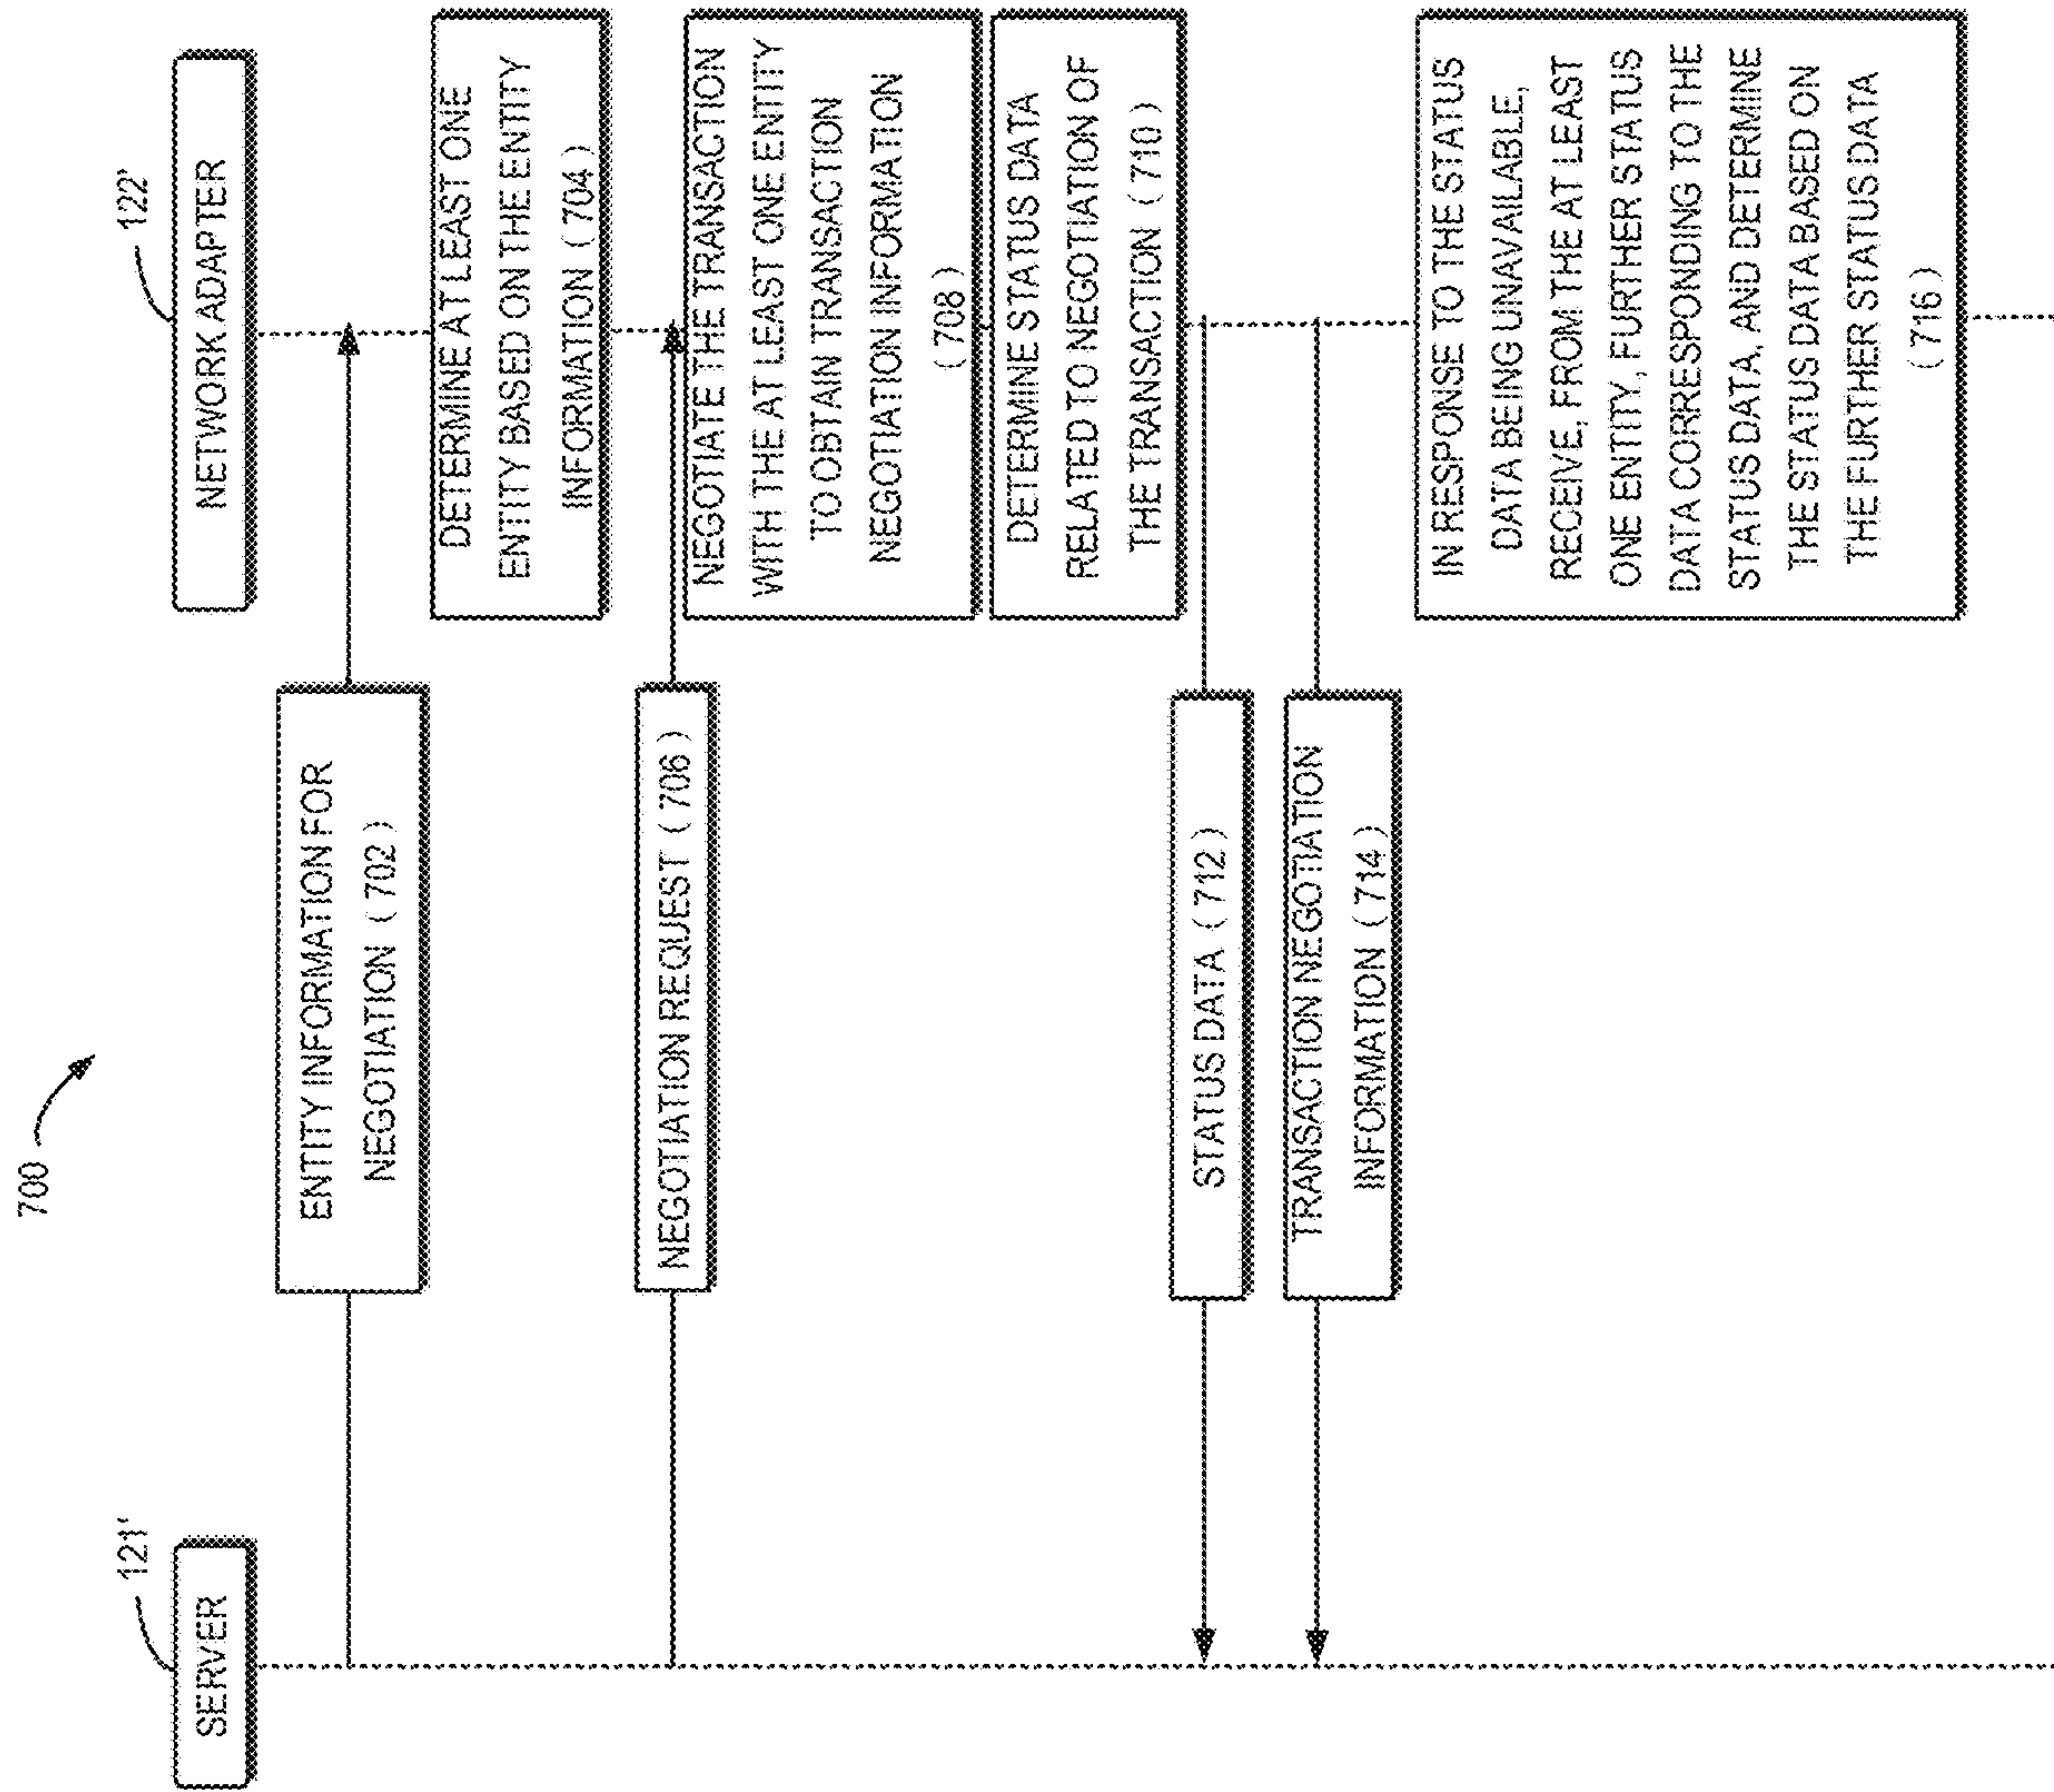 700
121'
SERVER
122'
NETWORK ADAPTER
ENTITY INFORMATION FOR
NEGOTIATION (702)
DETERMINE AT LEAST ONE
ENTITY BASED ON THE ENTITY
INFORMATION (704)
NEGOTIATION REQUEST (706)
NEGOTIATE THE TRANSACTION
WITH THE AT LEAST ONE ENTITY
TO OBTAIN TRANSACTION
NEGOTIATION INFORMATION
(708)
DETERMINE STATUS DATA
RELATED TO NEGOTIATION OF
THE TRANSACTION (710)
STATUS DATA (712)
TRANSACTION NEGOTIATION
INFORMATION (714)
IN RESPONSE TO THE STATUS
DATA BEING UNAVAILABLE,
RECEIVE, FROM THE AT LEAST
ONE ENTITY, FURTHER STATUS
DATA CORRESPONDING TO THE
STATUS DATA, AND DETERMINE
THE STATUS DATA BASED ON
THE FURTHER STATUS DATA
(716)